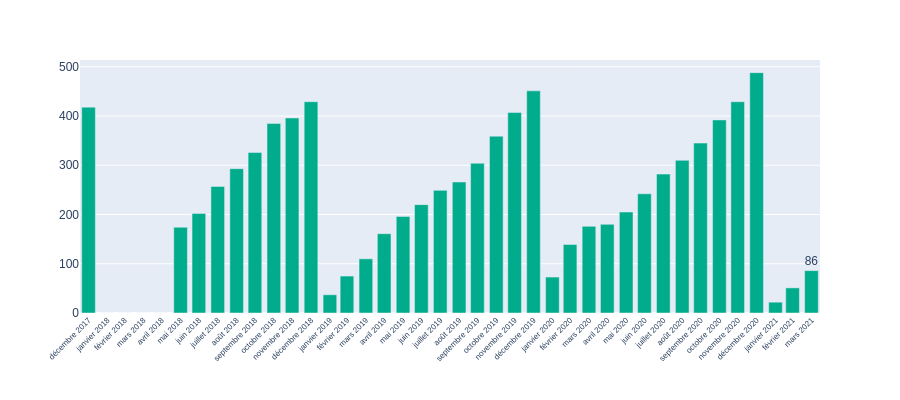 500
400
300
200
100
0
86
décembre 2017
janvier 2018
février 2018
mars 2018
avril 2018
mai 2018
juin 2018
juillet 2018
août 2018
septembre 2018
octobre 2018
novembre 2018
décembre 2018
janvier 2019
février 2019
mars 2019
avril 2019
mai 2019
juin 2019
juillet 2019
août 2019
septembre 2019
octobre 2019
novembre 2019
décembre 2019
janvier 2020
février 2020
mars 2020
avril 2020
mai 2020
juin 2020
juillet 2020
août 2020
septembre 2020
octobre 2020
novembre 2020
décembre 2020
janvier 2021
février 2021
mars 2021